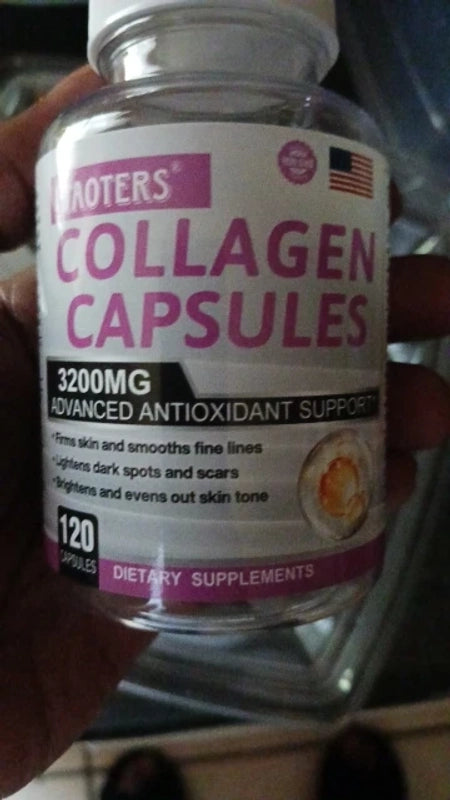 AOTERS®
COLLAGEN
CAPSULES
3200MG
ADVANCED ANTIOXIDANT SUPPORT
*Firms skin and smooths fine lines
*Lightens dark spots and scars
*Brightens and evens out skin tone
120
CAPSULES
DIETARY SUPPLEMENTS